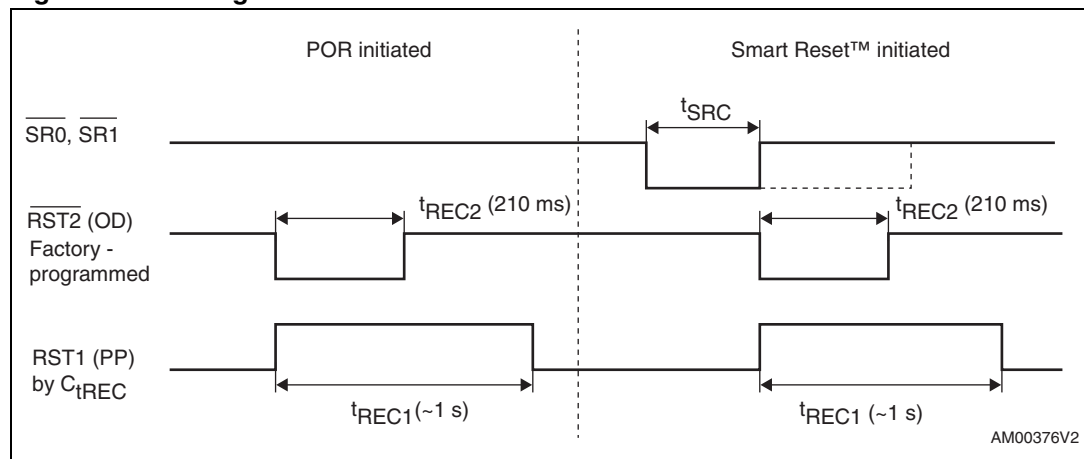 POR initiated
Smart Reset™ initiated
tSRC
SR0, SR1
RST2 (OD)
Factory -
programmed
tREC2 (210 ms)
tREC2 (210 ms)
RST1 (PP)
by CtREC
tREC1(~1 s)
tREC1 (~1 s)
AM00376V2